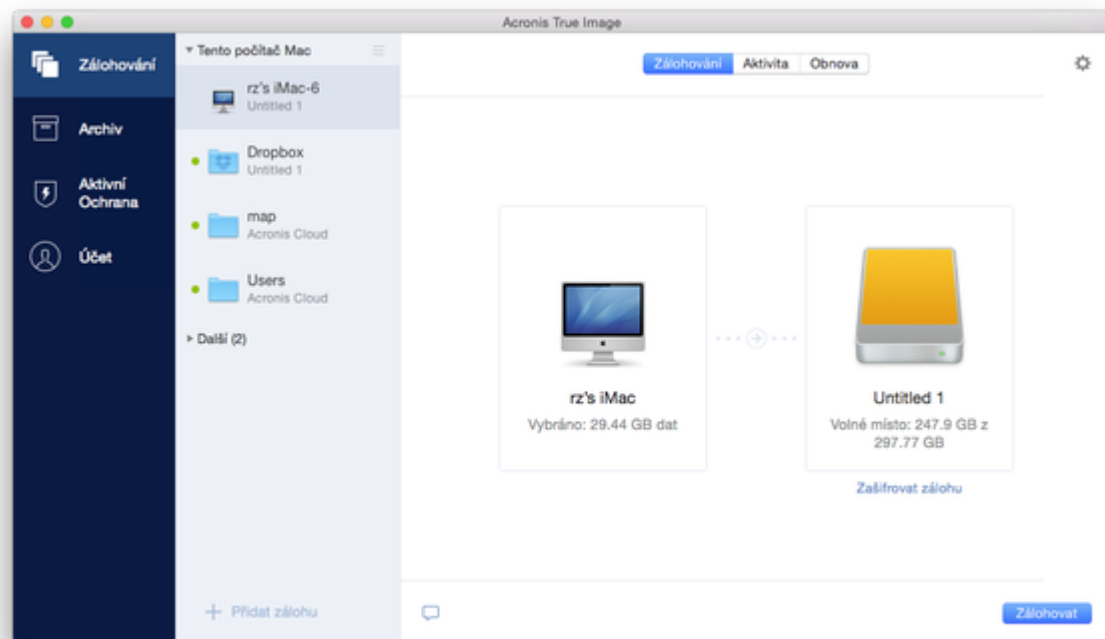 Acronis True Image
Zálohování
Archiv
Aktivní
Ochrana
Účet
Tento počítač Mac
rz's iMac-6
Untitled 1
Dropbox
Untitled 1
map
Acronis Cloud
Users
Acronis Cloud
Další (2)
Přidat zálohu
Zálohování Aktivita Obnova
rz's iMac
Vybráno: 29.44 GB dat
Untitled 1
Volné místo: 247.9 GB z
297.77 GB
Zašifrovat zálohu
Zálohovat